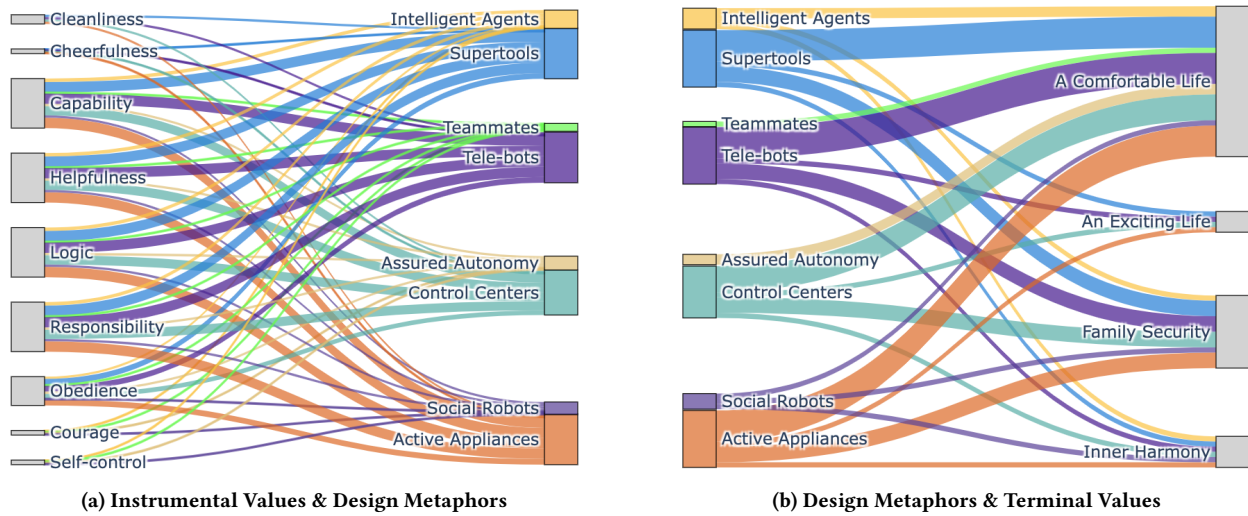 Cleanliness
Cheerfulness
Capability
Helpfulness
Logic
Responsibility
Obedience
Courage
Self-control
Intelligent Agents
Supertools
Teammates
Tele-bots
Assured Autonomy
Control Centers
Social Robots
Active Appliances
(a) Instrumental Values & Design Metaphors
Intelligent Agents
Supertools
Teammates
Tele-bots
Assured Autonomy
Control Centers
Social Robots
Active Appliances
A Comfortable Life
An Exciting Life
Family Security
Inner Harmony
(b) Design Metaphors & Terminal Values